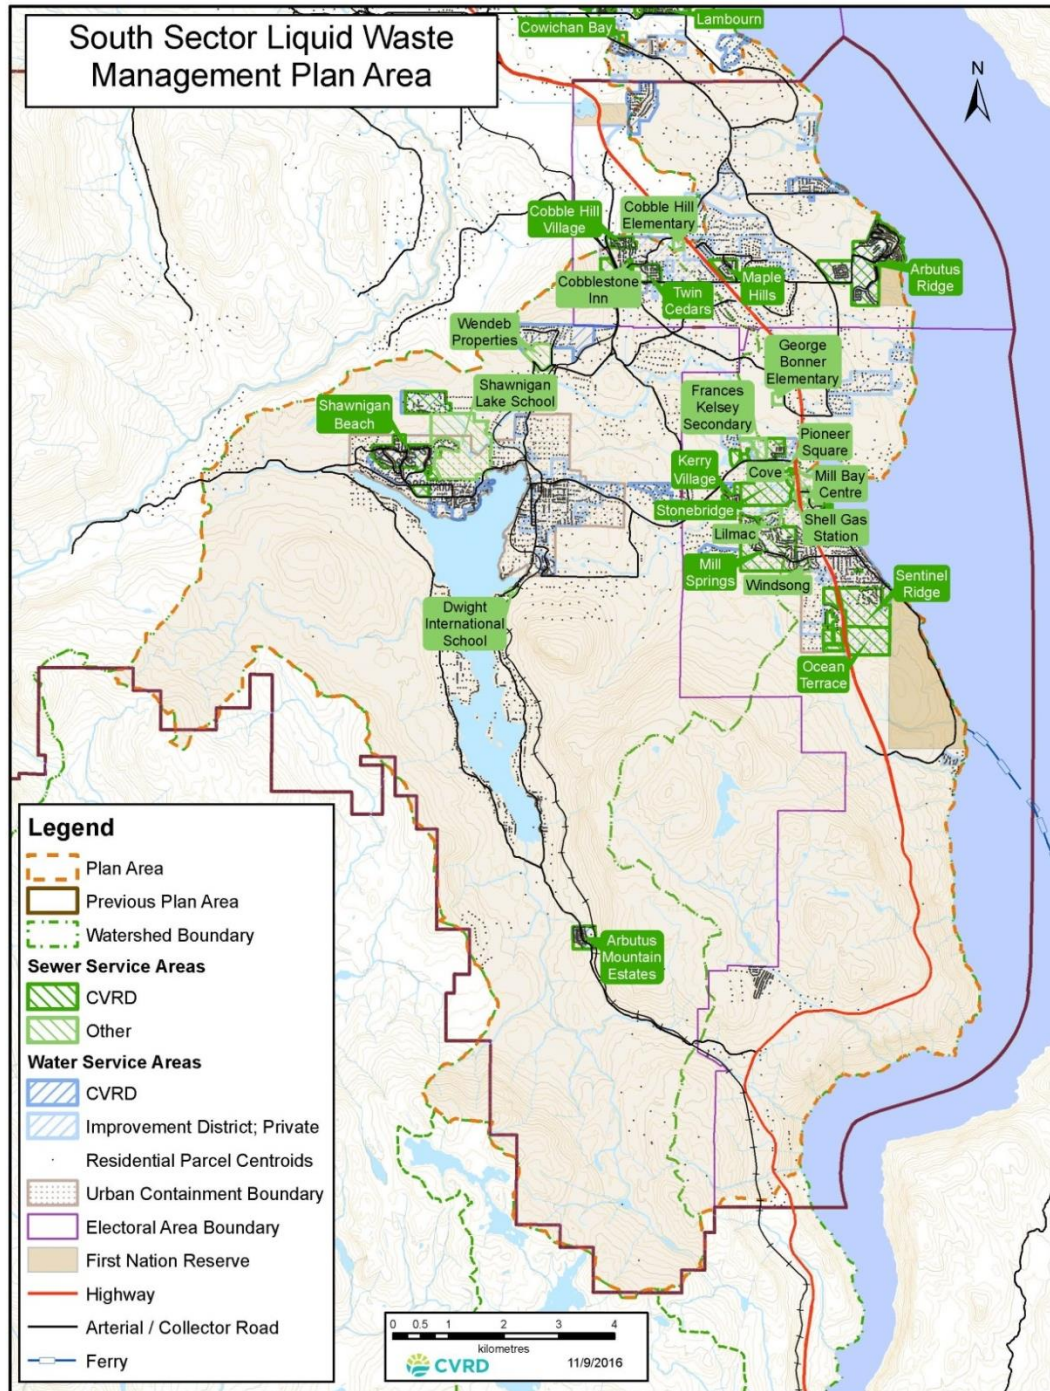 South Sector Liquid Waste
Management Plan Area
Cowichan Bay
Lambourn
N
Cobble Hill
Village
Cobble Hill
Elementary
Cobblestone
Inn
Twin
Cedars
Maple
Hills
Arbutus
Ridge
Wendeb
Properties
George
Bonner
Elementary
Shawnigan
Lake School
Frances
Kelsey
Secondary
Shawnigan
Beach
Pioneer
Square
Kerry
Village
Cove
Mill Bay
Centre
Stonebridge
Shell Gas
Station
Lilmac
Mill
Springs
Windsong
Sentinel
Ridge
Dwight
International
School
Ocean
Terrace
Arbutus
Mountain
Estates
Legend
Plan Area
Previous Plan Area
Watershed Boundary
Sewer Service Areas
CVRD
Other
Water Service Areas
CVRD
Improvement District; Private
Residential Parcel Centroids
Urban Containment Boundary
Electoral Area Boundary
First Nation Reserve
Highway
Arterial / Collector Road
Ferry
0 0.5 1 2 3 4
kilometres
CVRD
11/9/2016